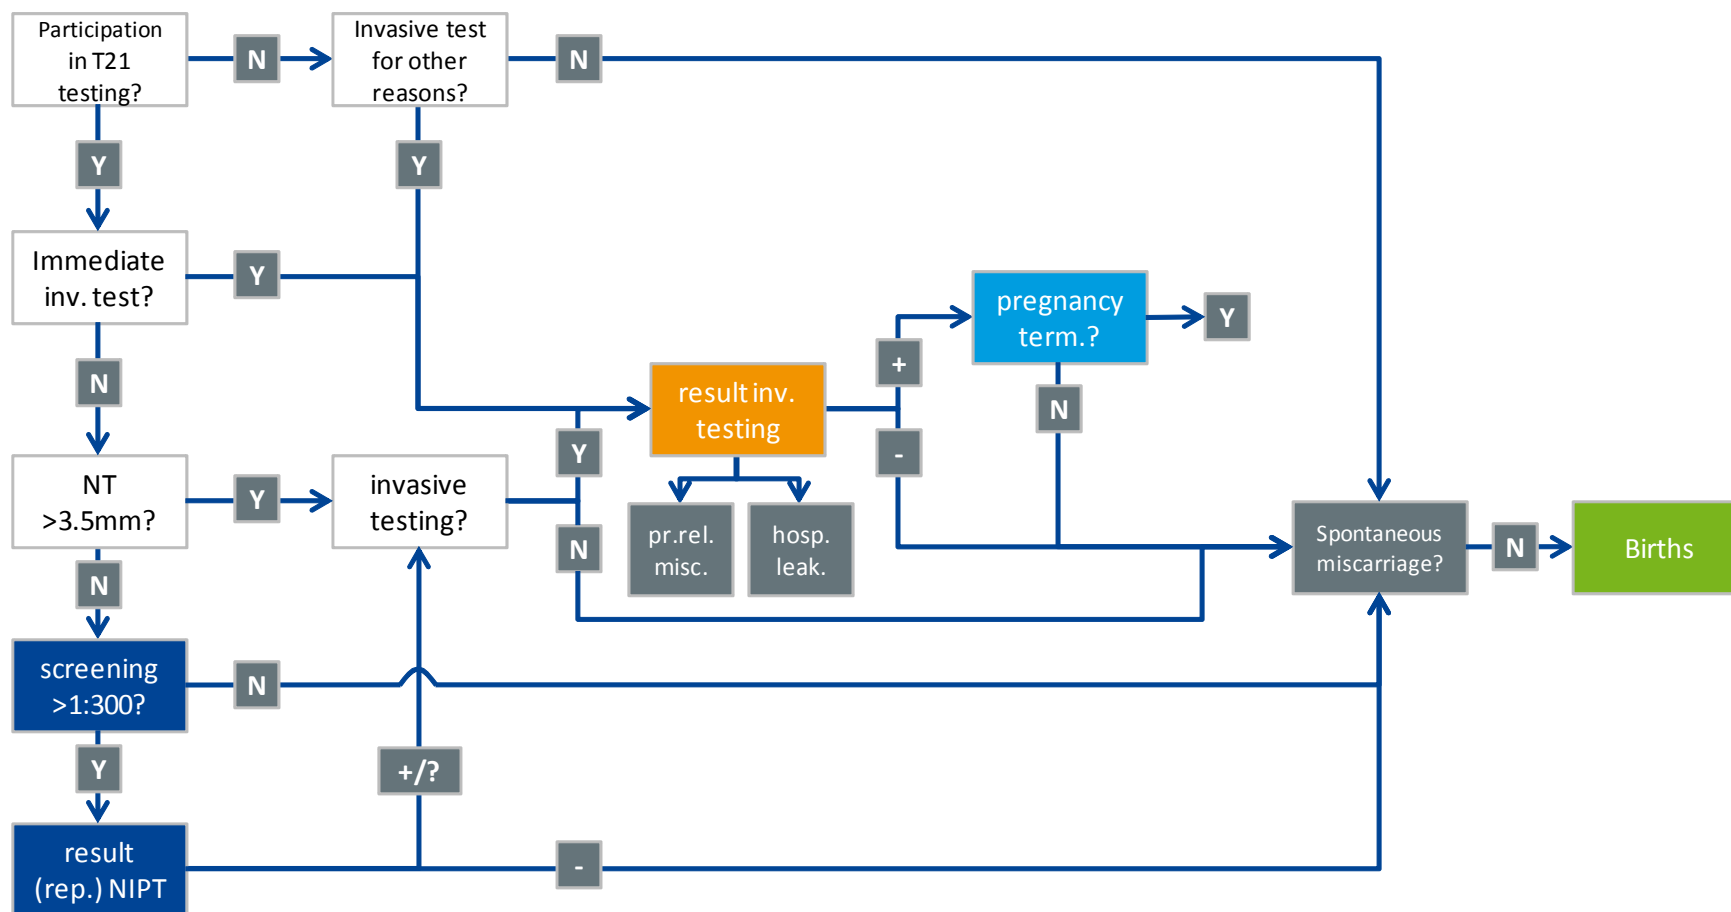 Participation
in T21
testing?
N
Invasive test
for other
reasons?
N
Y
Y
Immediate
inv. test?
Y
pregnancy
term.?
Y
+
N
result inv.
testing
N
Y
-
NT
>3.5mm?
Y
invasive
testing?
N
pr.rel.
misc.
hosp.
leak.
Spontaneous
miscarriage?
N
Births
N
screening
>1:300?
N
Y
+/?
result
(rep.) NIPT
-